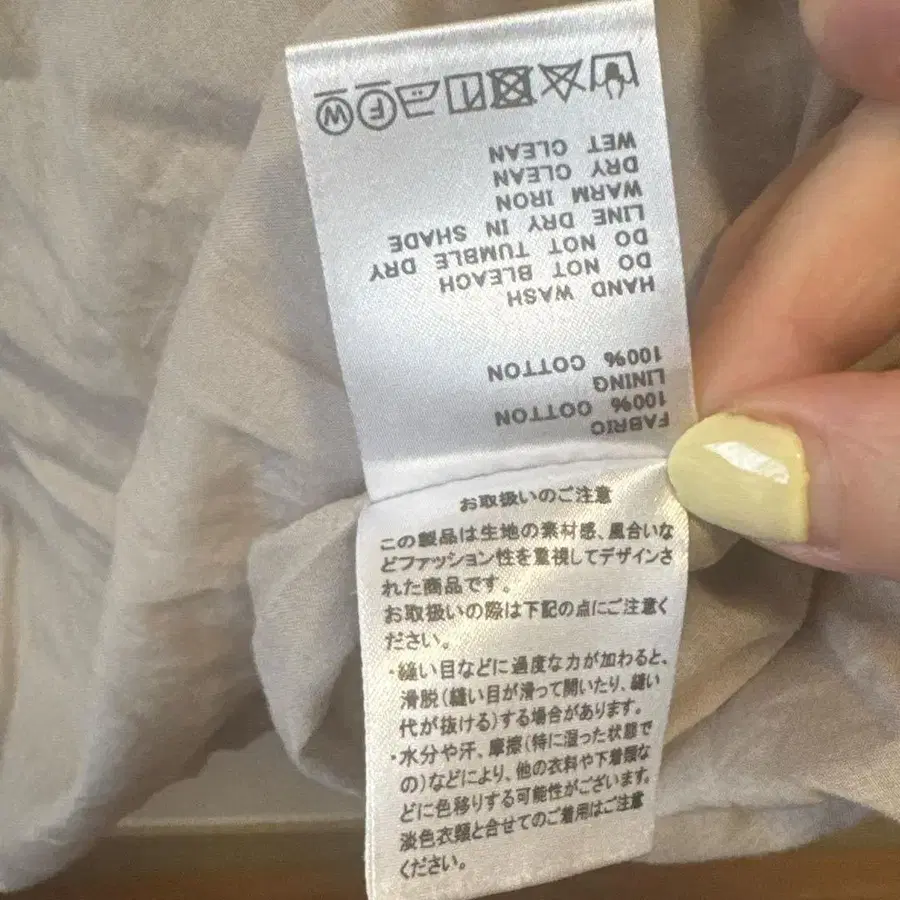 FABRIC
100% COTTON
LINING
100% COTTON
HAND WASH
DO NOT BLEACH
DO NOT TUMBLE DRY
LINE DRY IN SHADE
WARM IRON
DRY CLEAN
WET CLEAN
F
W
お取扱いのご注意
この製品は生地の素材感、風合いな
どファッション性を重視してデザインさ
れた商品です。
お取扱いの際は下記の点にご注意く
ださい。
・縫い目などに過度な力が加わると、
滑脱(縫い目が滑って開いたり、縫い
代が抜ける)する場合があります。
・水分や汗、摩擦(特に湿った状態で
の)などにより、他の衣料や下着類な
どに色移りする可能性がございます。
淡色衣類と合せてのご着用はご注意
ください。